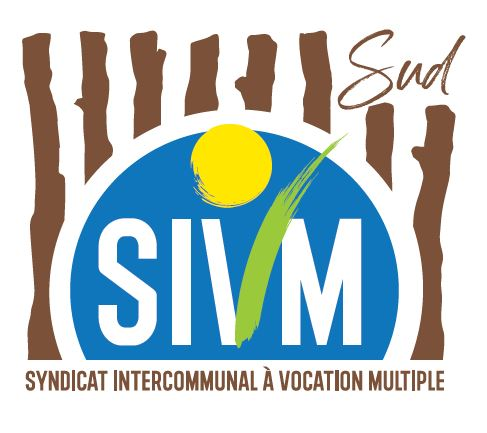 Sud
SIVM
SYNDICAT INTERCOMMUNAL À VOCATION MULTIPLE